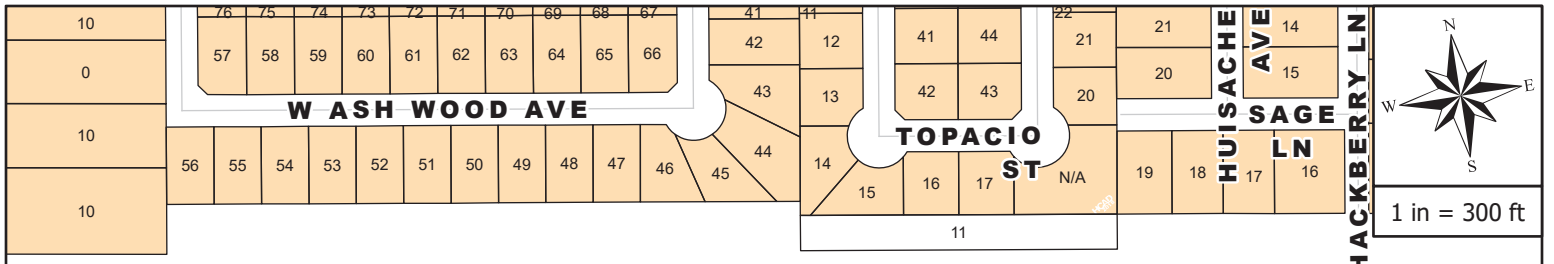 76 75 74 73 72 71 70 69 68 67 41 11 22
10 57 58 59 60 61 62 63 64 65 66 42 12 41 44 21 21 14
0 43 13 42 43 20 20 15
W ASH WOOD AVE
HUISACHE
AVE
HACKBERRY LN
SAGE
LN
TOPACIO
ST
10 56 55 54 53 52 51 50 49 48 47 46 45 44 14 15 16 17 N/A 19 18 17 16
10
11
N
W
E
S
1 in = 300 ft